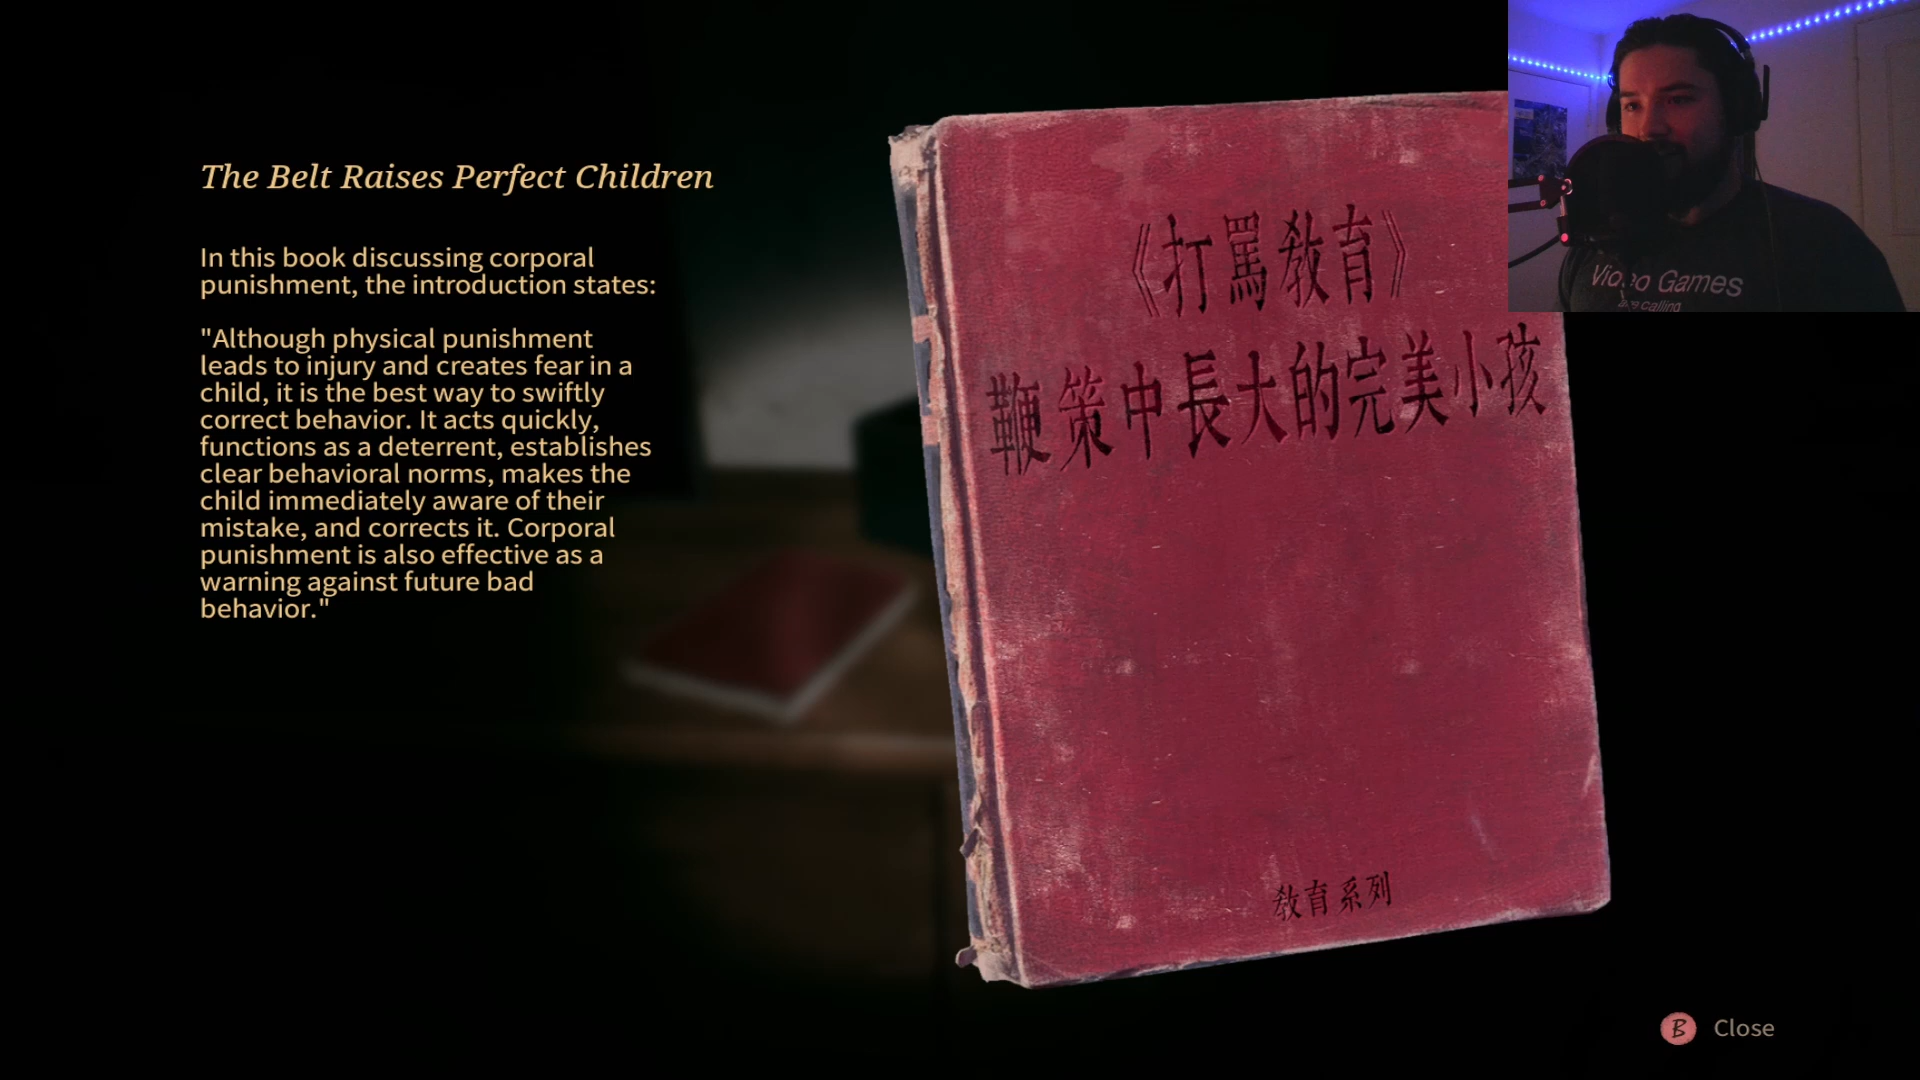 The Belt Raises Perfect Children
In this book discussing corporal
punishment, the introduction states:
"Although physical punishment
leads to injury and creates fear in a
child, it is the best way to swiftly
correct behavior. It acts quickly,
functions as a deterrent, establishes
clear behavioral norms, makes the
child immediately aware of their
mistake, and corrects it. Corporal
punishment is also effective as a
warning against future bad
behavior."
《打罵教育》
鞭策中長大的完美小孩
教育系列
Video Games
are calling
B Close